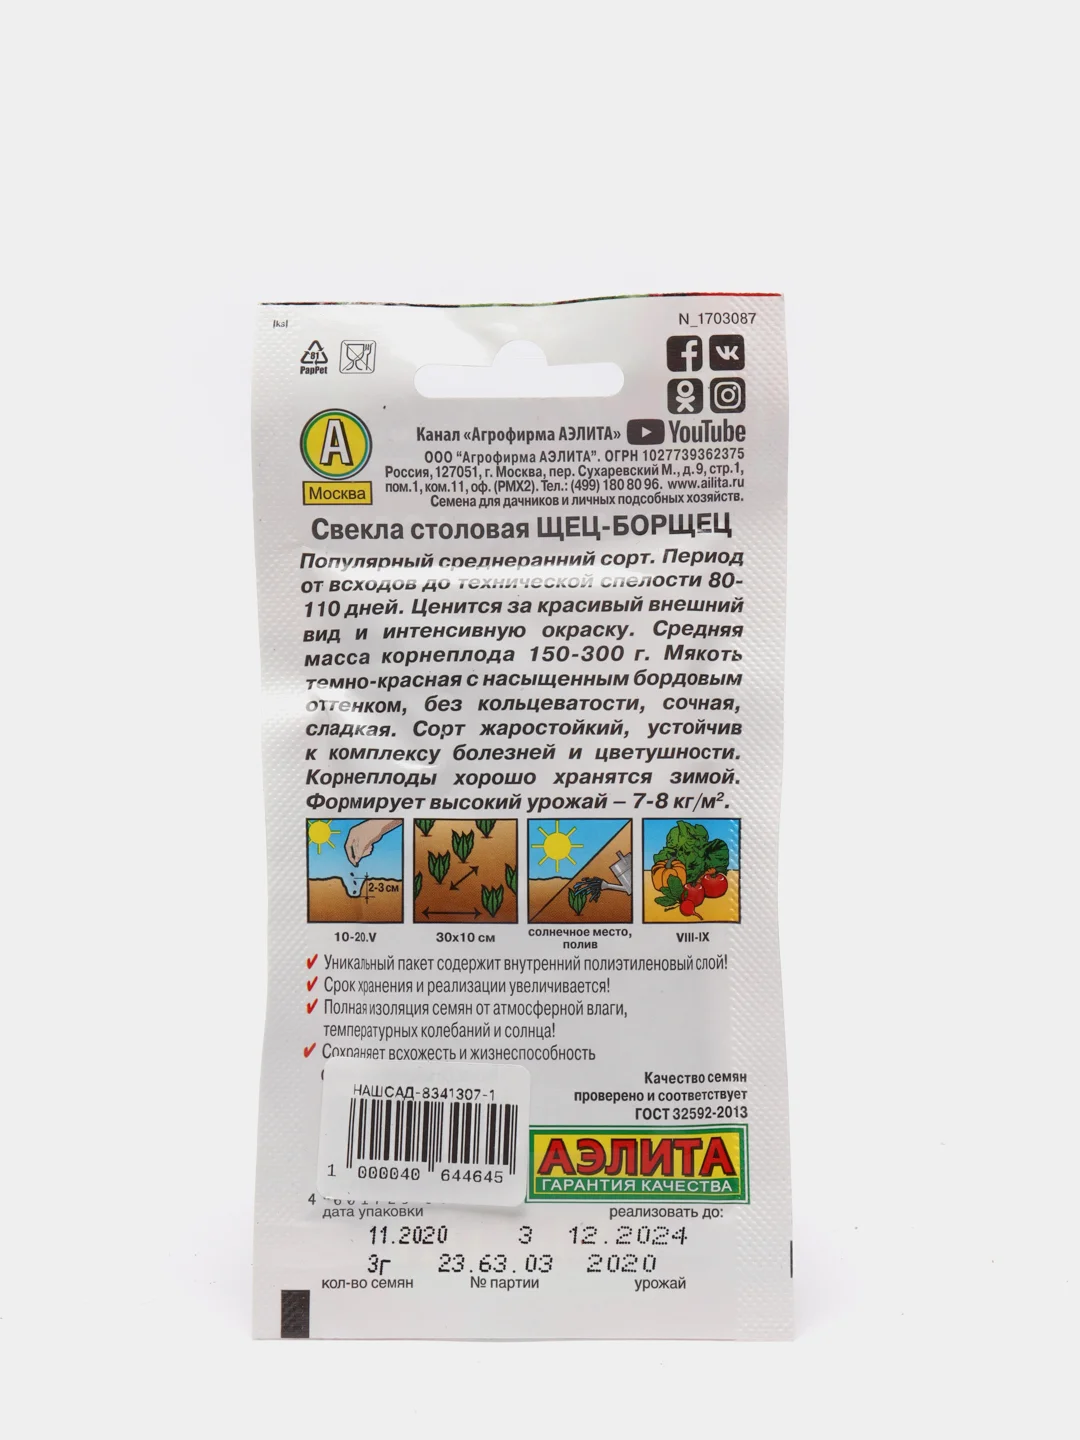 |ks|
N_1703087
81
PapPet
Канал «Агрофирма АЭЛИТА» YouTube
ООО "Агрофирма АЭЛИТА". ОГРН 1027739362375
Россия, 127051, г. Москва, пер. Сухаревский М., д. 9, стр.1,
пом.1, ком.11, оф. (РМХ2). Тел.: (499) 180 80 96. www.ailita.ru
Семена для дачников и личных подсобных хозяйств.
А
Москва
Свекла столовая ЩЕЦ-БОРЩЕЦ
Популярный среднеранний сорт. Период
от всходов до технической спелости 80-
110 дней. Ценится за красивый внешний
вид и интенсивную окраску. Средняя
масса корнеплода 150-300 г. Мякоть
темно-красная с насыщенным бордовым
оттенком, без кольцеватости, сочная,
сладкая. Сорт жаростойкий, устойчив
к комплексу болезней и цветушности.
Корнеплоды хорошо хранятся зимой.
Формирует высокий урожай – 7-8 кг/м².
2-3 см
10-20.V
30х10 см
солнечное место,
полив
VIII-IX
Уникальный пакет содержит внутренний полиэтиленовый слой!
Срок хранения и реализации увеличивается!
Полная изоляция семян от атмосферной влаги,
температурных колебаний и солнца!
Сохраняет всхожесть и жизнеспособность
Качество семян
проверено и соответствует
ГОСТ 32592-2013
НАШСАД-8341307-1
1 000040 644645
АЭЛИТА
ГАРАНТИЯ КАЧЕСТВА
дата упаковки
реализовать до:
11.2020 3 12.2024
3г 23.63.03 2020
кол-во семян № партии урожай